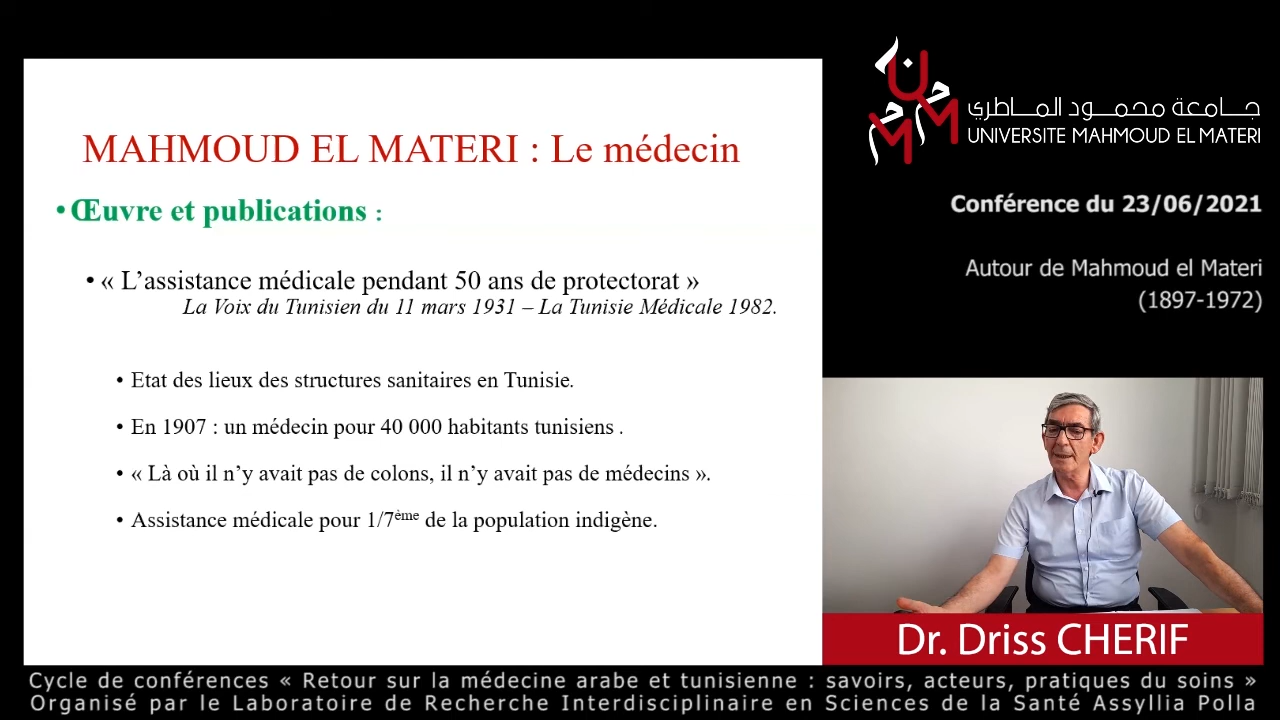 MAHMOUD EL MATERI : Le médecin
• Œuvre et publications :
• « L’assistance médicale pendant 50 ans de protectorat »
La Voix du Tunisien du 11 mars 1931 – La Tunisie Médicale 1982.
• Etat des lieux des structures sanitaires en Tunisie.
• En 1907 : un médecin pour 40 000 habitants tunisiens .
• « Là où il n’y avait pas de colons, il n’y avait pas de médecins ».
• Assistance médicale pour 1/7ème de la population indigène.
جامعة محمود الماطري
UNIVERSITE MAHMOUD EL MATERI
Conférence du 23/06/2021
Autour de Mahmoud el Materi
(1897-1972)
Dr. Driss CHERIF
Cycle de conférences « Retour sur la médecine arabe et tunisienne : savoirs, acteurs, pratiques du soins »
Organisé par le Laboratoire de Recherche Interdisciplinaire en Sciences de la Santé Assyllia Polla